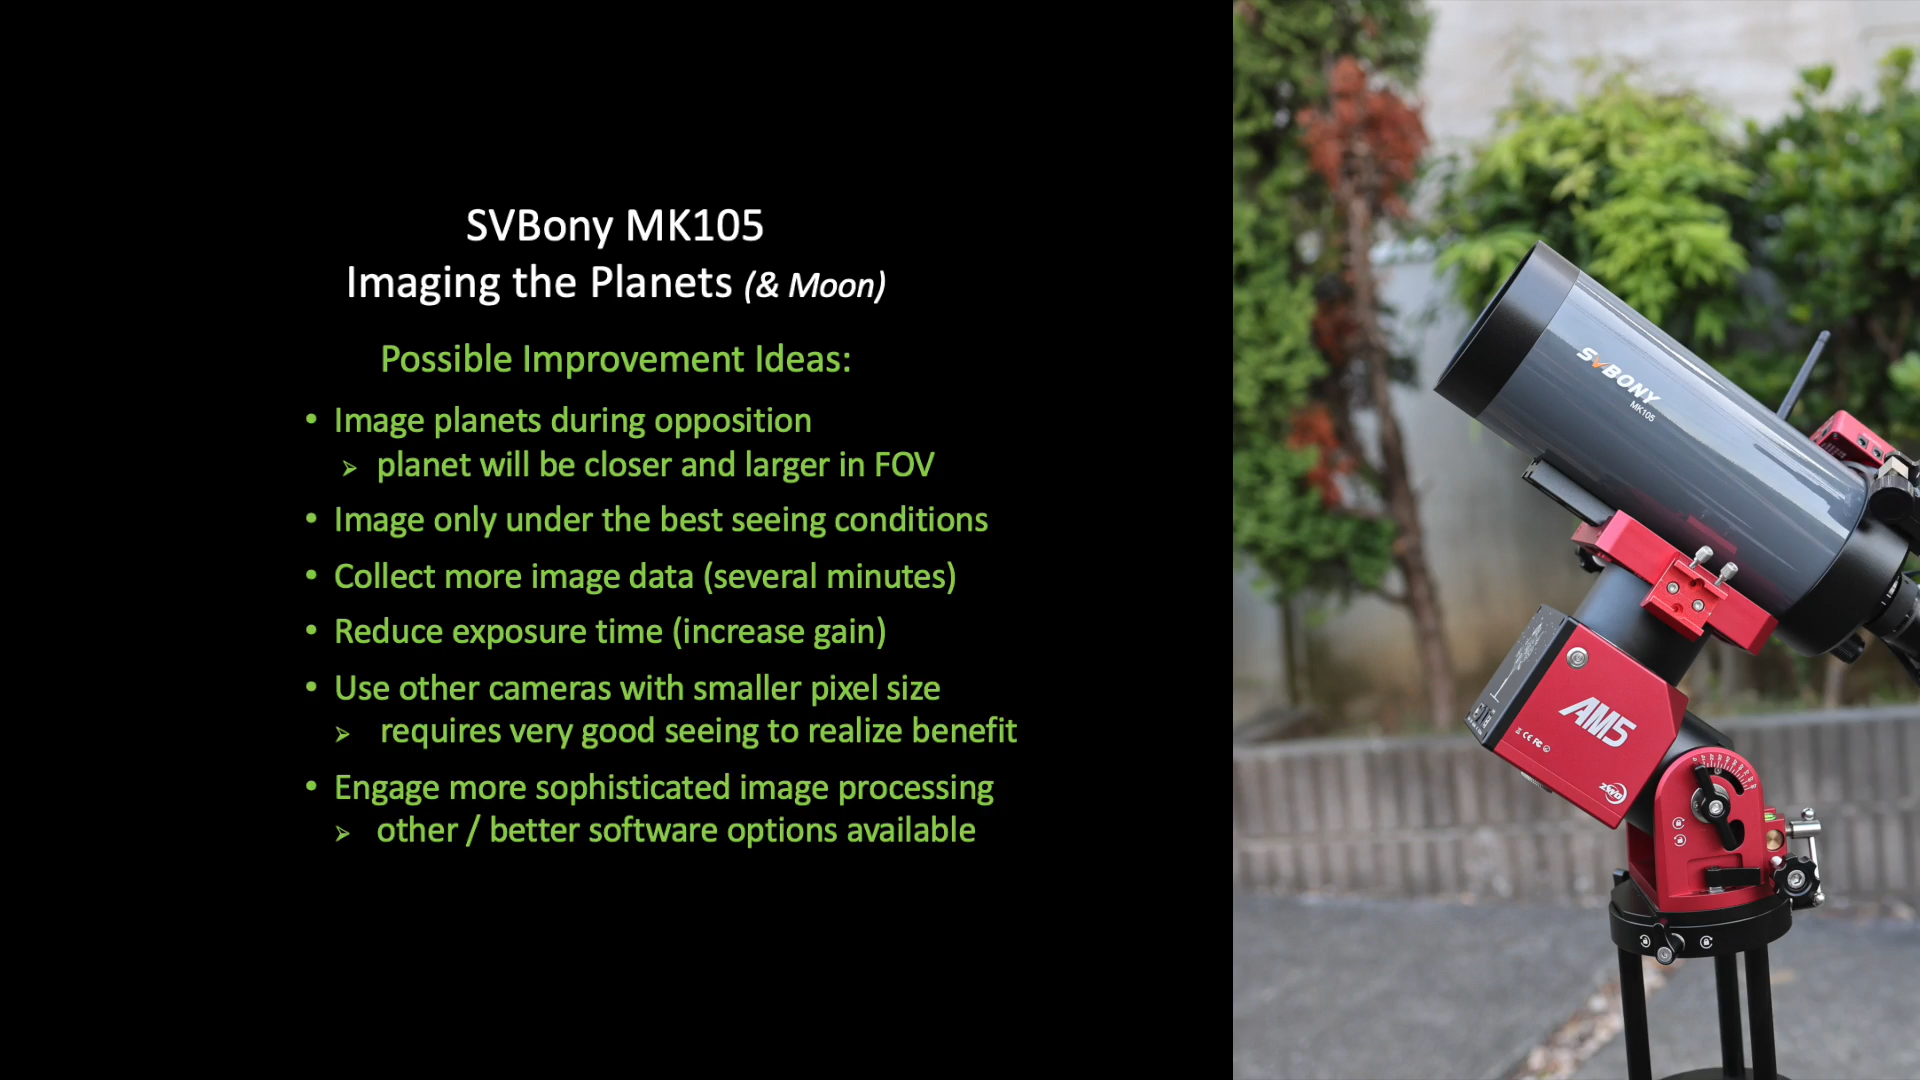 SVBony MK105
Imaging the Planets (& Moon)
Possible Improvement Ideas:
• Image planets during opposition
➢ planet will be closer and larger in FOV
• Image only under the best seeing conditions
• Collect more image data (several minutes)
• Reduce exposure time (increase gain)
• Use other cameras with smaller pixel size
➢ requires very good seeing to realize benefit
• Engage more sophisticated image processing
➢ other / better software options available
SVBONY
MK105
AM5
CE FC
ZWO